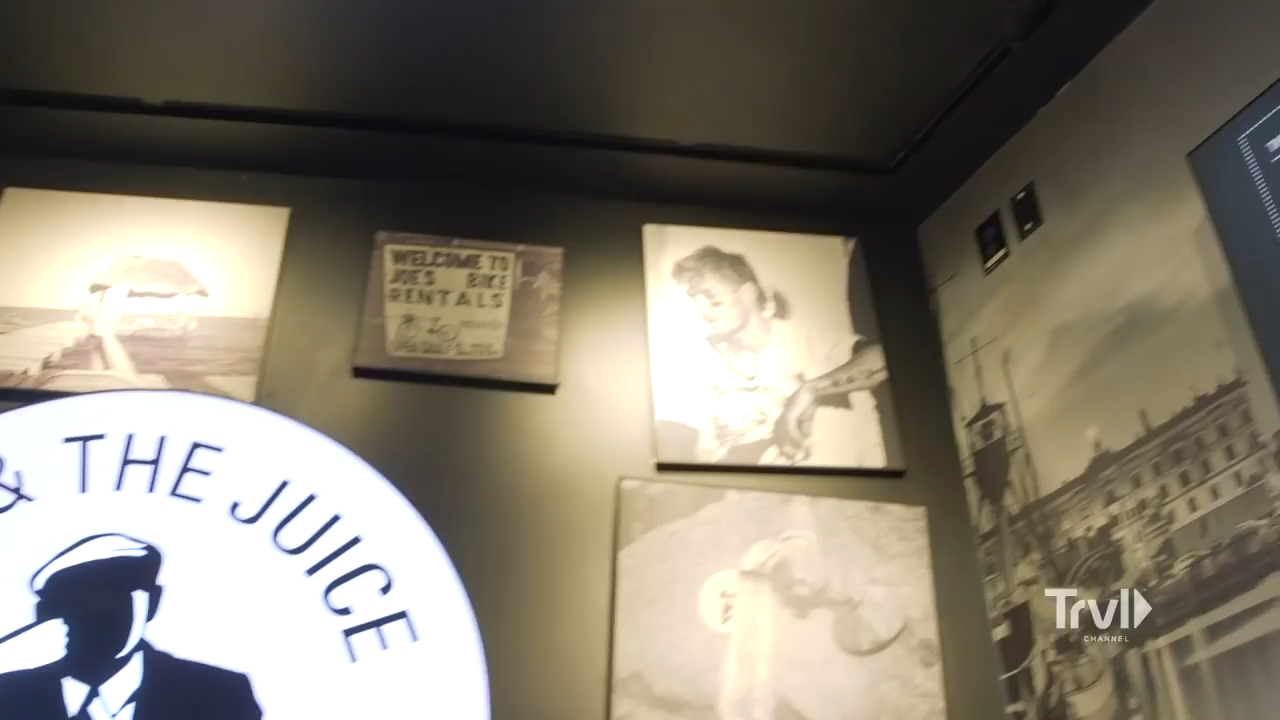 WELCOME TO
JOES BIKE
RENTALS
& THE JUICE
Trvl
CHANNEL